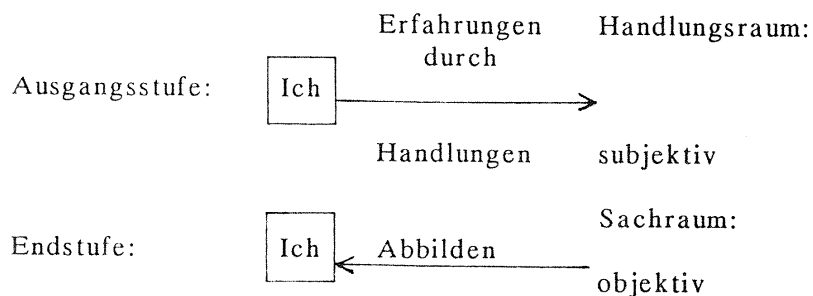 Erfahrungen Handlungsraum:
durch
Ausgangsstufe: Ich
Handlungen subjektiv
Sachraum:
Endstufe: Ich Abbilden
objektiv